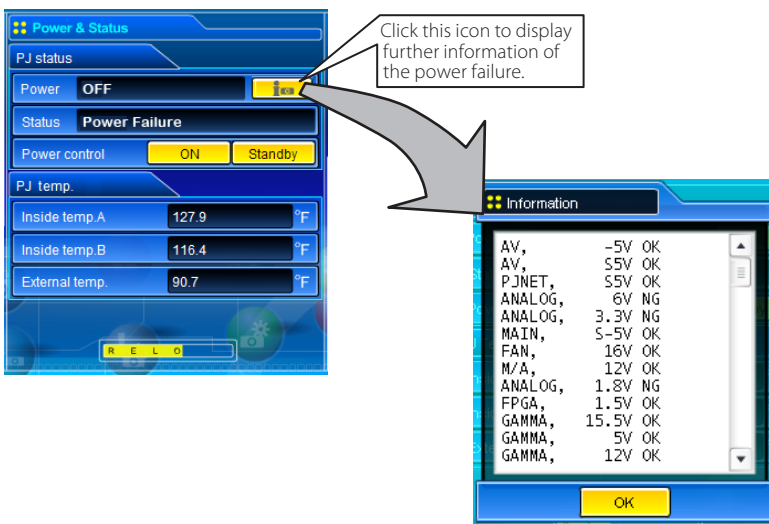 Power & Status
PJ status
Power OFF
Status Power Failure
Power control ON Standby
PJ temp.
Inside temp.A 127.9 °F
Inside temp.B 116.4 °F
External temp. 90.7 °F
R E L O
Click this icon to display
further information of
the power failure.
Information
AV, -5V OK
AV, S5V OK
PJNET, S5V OK
ANALOG, 6V NG
ANALOG, 3.3V NG
MAIN, S-5V OK
FAN, 16V OK
M/A, 12V OK
ANALOG, 1.8V NG
FPGA, 1.5V OK
GAMMA, 15.5V OK
GAMMA, 5V OK
GAMMA, 12V OK
OK